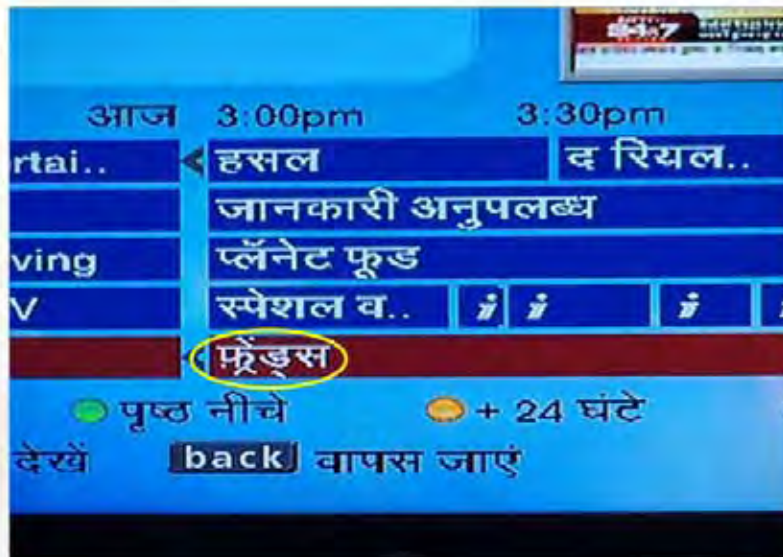 आज 3:00pm 3:30pm
rtai.. हसल द रियल..
जानकारी अनुपलब्ध
ving प्लॅनेट फूड
V स्पेशल व.. i i i
फ़्रेंड्स
पृष्ठ नीचे + 24 घंटे
देखें back वापस जाएं